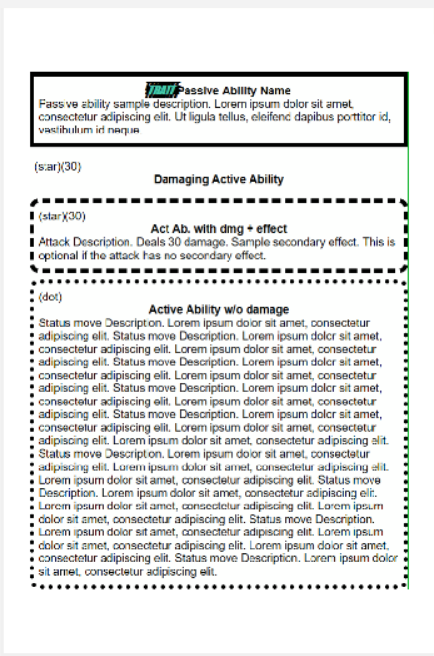 TRAIT Passive Ability Name
Passive ability sample description. Lorem ipsum dolor sit amet,
consectetur adipiscing elit. Ut ligula tellus, eleifend dapibus porttitor id,
vestibulum id neque
(star)(30)
Damaging Active Ability
(star)(30)
Act Ab. with dmg + effect
Attack Description. Deals 30 damage. Sample secondary effect. This is
optional if the attack has no secondary effect.
(dot)
Active Ability w/o damage
Status move Description. Lorem ipsum dolor sit amet, consectetur
adipiscing elit. Status move Description. Lorem ipsum dolor sit amet,
consectetur adipiscing elit. Lorem ipsum dolor sit amet, consectetur
adipiscing elit. Status move Description. Lorem ipsum dolor sit amet,
consectetur adipiscing elit. Lorem ipsum dolor sit amet, consectetur
adipiscing elit. Status move Description. Lorem ipsum dolor sit amet,
consectetur adipiscing elit. Lorem ipsum dolor sit amet, consectetur
adipiscing elit. Status move Description. Lorem ipsum dolor sit amet,
consectetur adipiscing elit. Lorem ipsum dolor sit amet, consectetur
adipiscing elit. Lorem ipsum dolor sit amet, consectetur adipiscing elit.
Status move Description. Lorem ipsum dolor sit amet, consectetur
adipiscing elit. Lorem ipsum dolor sit amet, consectetur adipiscing elit.
Lorem ipsum dolor sit amet, consectetur adipiscing elit. Status move
Description. Lorem ipsum dolor sit amet, consectetur adipiscing elit.
Lorem ipsum dolor sit amet, consectetur adipiscing elit. Lorem ipsum
dolor sit amet, consectetur adipiscing elit. Status move Description.
Lorem ipsum dolor sit amet, consectetur adipiscing elit. Lorem ipsum
dolor sit amet, consectetur adipiscing elit. Lorem ipsum dolor sit amet,
consectetur adipiscing elit. Status move Description. Lorem ipsum dolor
sit amet, consectetur adipiscing elit.